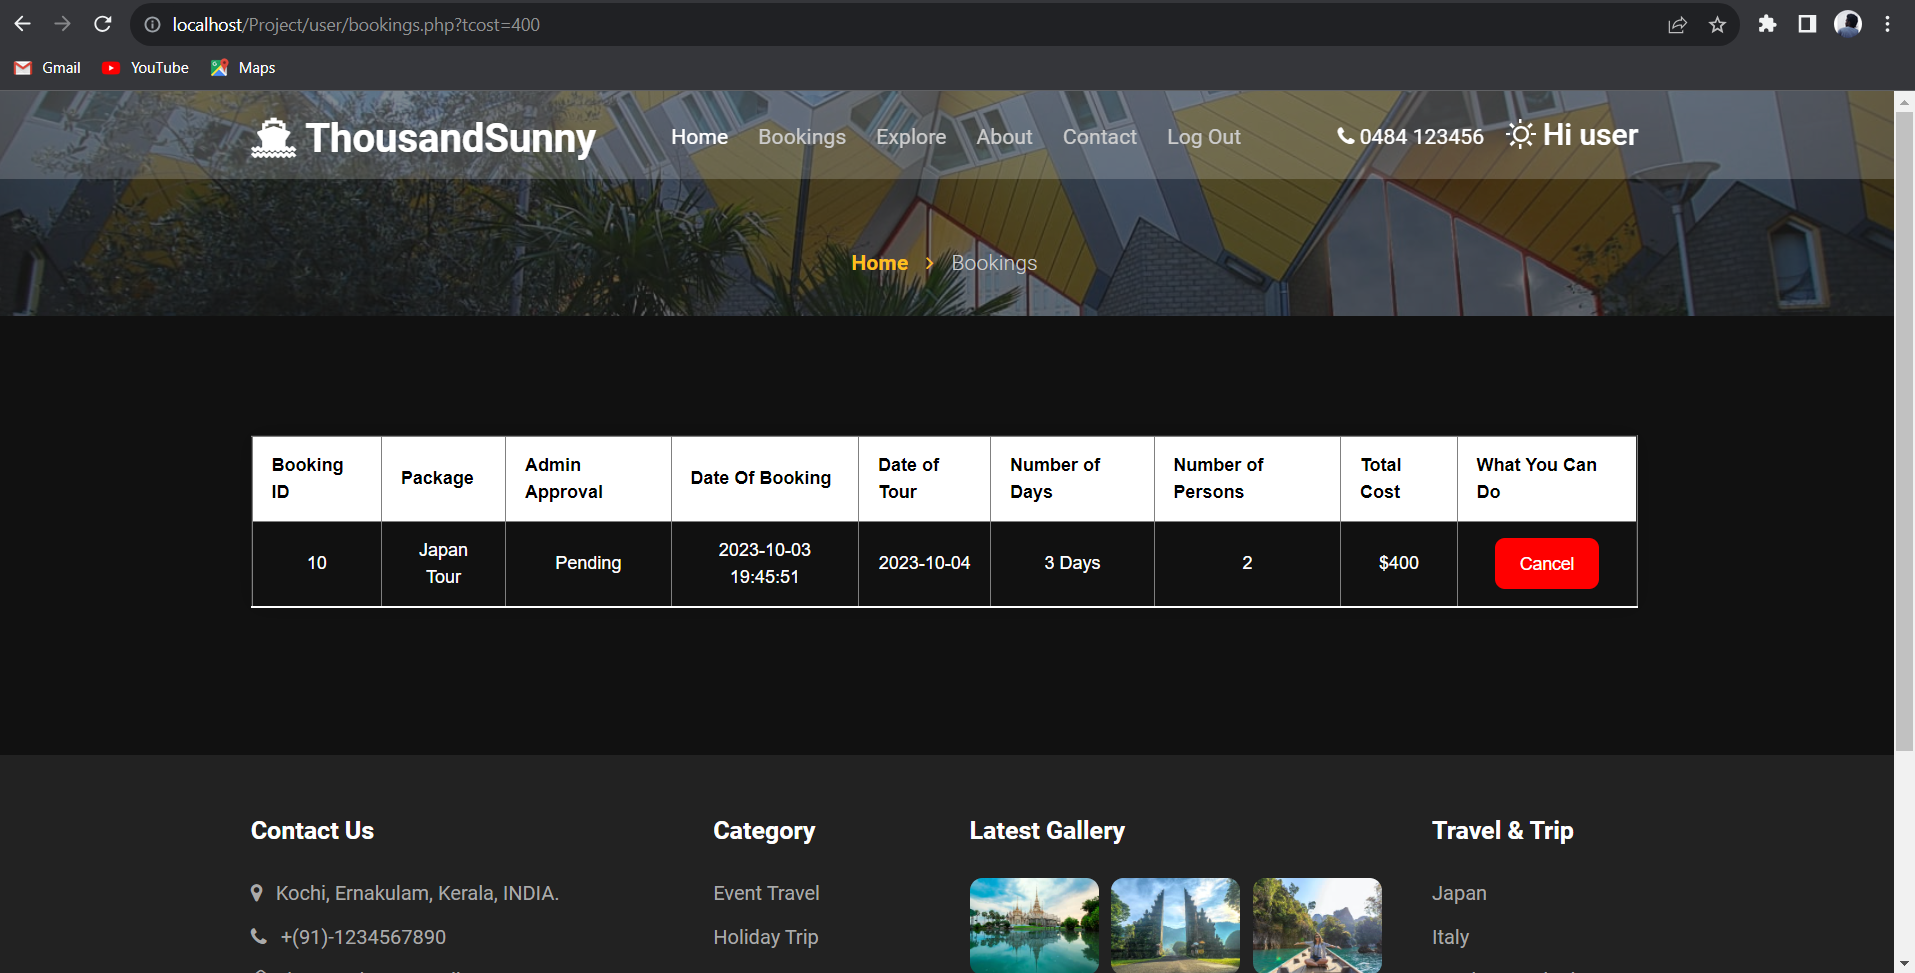 localhost/Project/user/bookings.php?tcost=400
Gmail YouTube Maps
ThousandSunny Home Bookings Explore About Contact Log Out 0484 123456 Hi user
Home > Bookings
Booking ID
Package
Admin Approval
Date Of Booking
Date of Tour
Number of Days
Number of Persons
Total Cost
What You Can Do
10
Japan Tour
Pending
2023-10-03 19:45:51
2023-10-04
3 Days
2
$400
Cancel
Contact Us
Kochi, Ernakulam, Kerala, INDIA.
+(91)-1234567890
Category
Event Travel
Holiday Trip
Latest Gallery
Travel & Trip
Japan
Italy